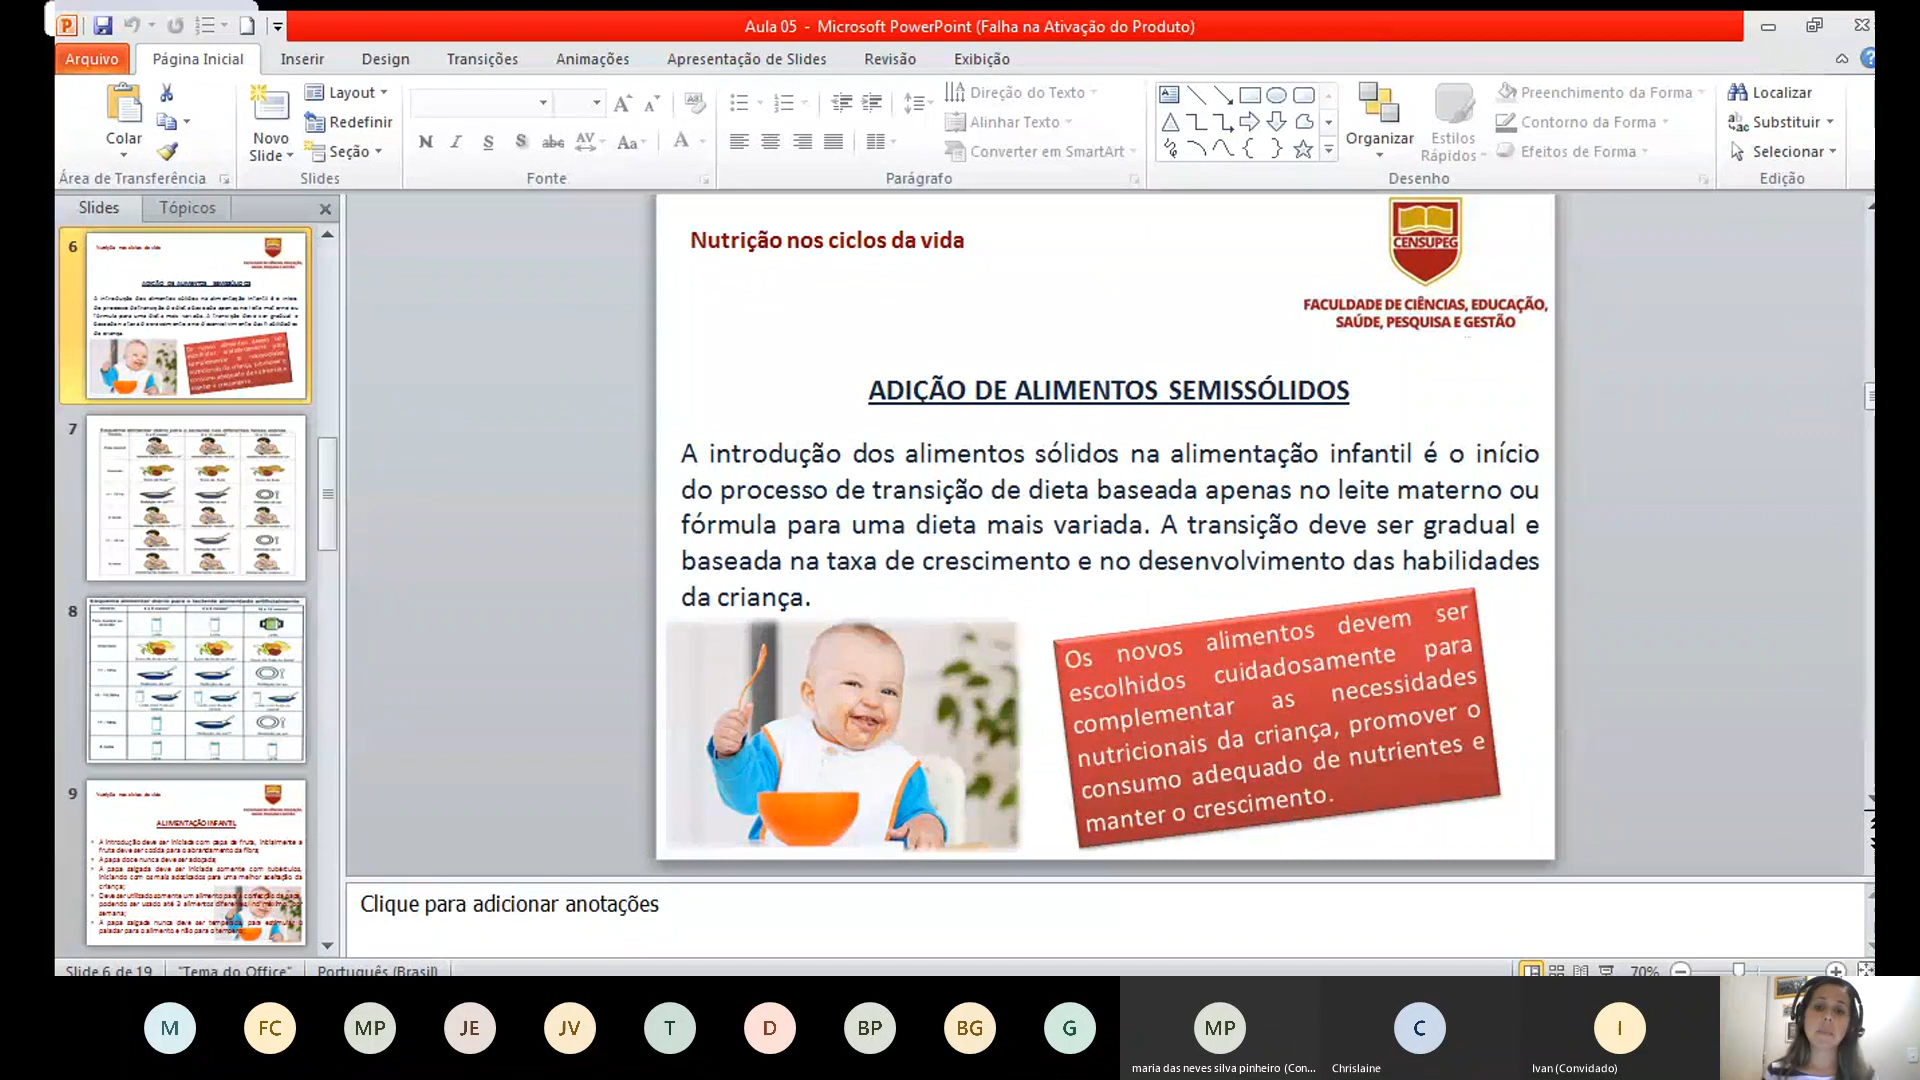 Aula 05 - Microsoft PowerPoint (Falha na Ativação do Produto)
Arquivo Página Inicial Inserir Design Transições Animações Apresentação de Slides Revisão Exibição
Colar
Novo Slide
Layout
Redefinir
Seção
Direção do Texto
Alinhar Texto
Converter em SmartArt
Organizar
Estilos Rápidos
Preenchimento da Forma
Contorno da Forma
Efeitos de Forma
Localizar
Substituir
Selecionar
Área de Transferência Slides Fonte Parágrafo Desenho Edição
Slides Tópicos
6
7
8
9
ALIMENTAÇÃO INFANTIL
Nutrição nos ciclos da vida
CENSUPEG
FACULDADE DE CIÊNCIAS, EDUCAÇÃO,
SAÚDE, PESQUISA E GESTÃO
ADIÇÃO DE ALIMENTOS SEMISSÓLIDOS
A introdução dos alimentos sólidos na alimentação infantil é o início
do processo de transição de dieta baseada apenas no leite materno ou
fórmula para uma dieta mais variada. A transição deve ser gradual e
baseada na taxa de crescimento e no desenvolvimento das habilidades
da criança.
Os novos alimentos devem ser
escolhidos cuidadosamente para
complementar as necessidades
nutricionais da criança, promover o
consumo adequado de nutrientes e
manter o crescimento.
Clique para adicionar anotações
Slide 6 de 19 "Tema do Office" Português (Brasil) 70%
M FC MP JE JV T D BP BG G MP C I
maria das neves silva pinheiro (Con... Chrislaine Ivan (Convidado)